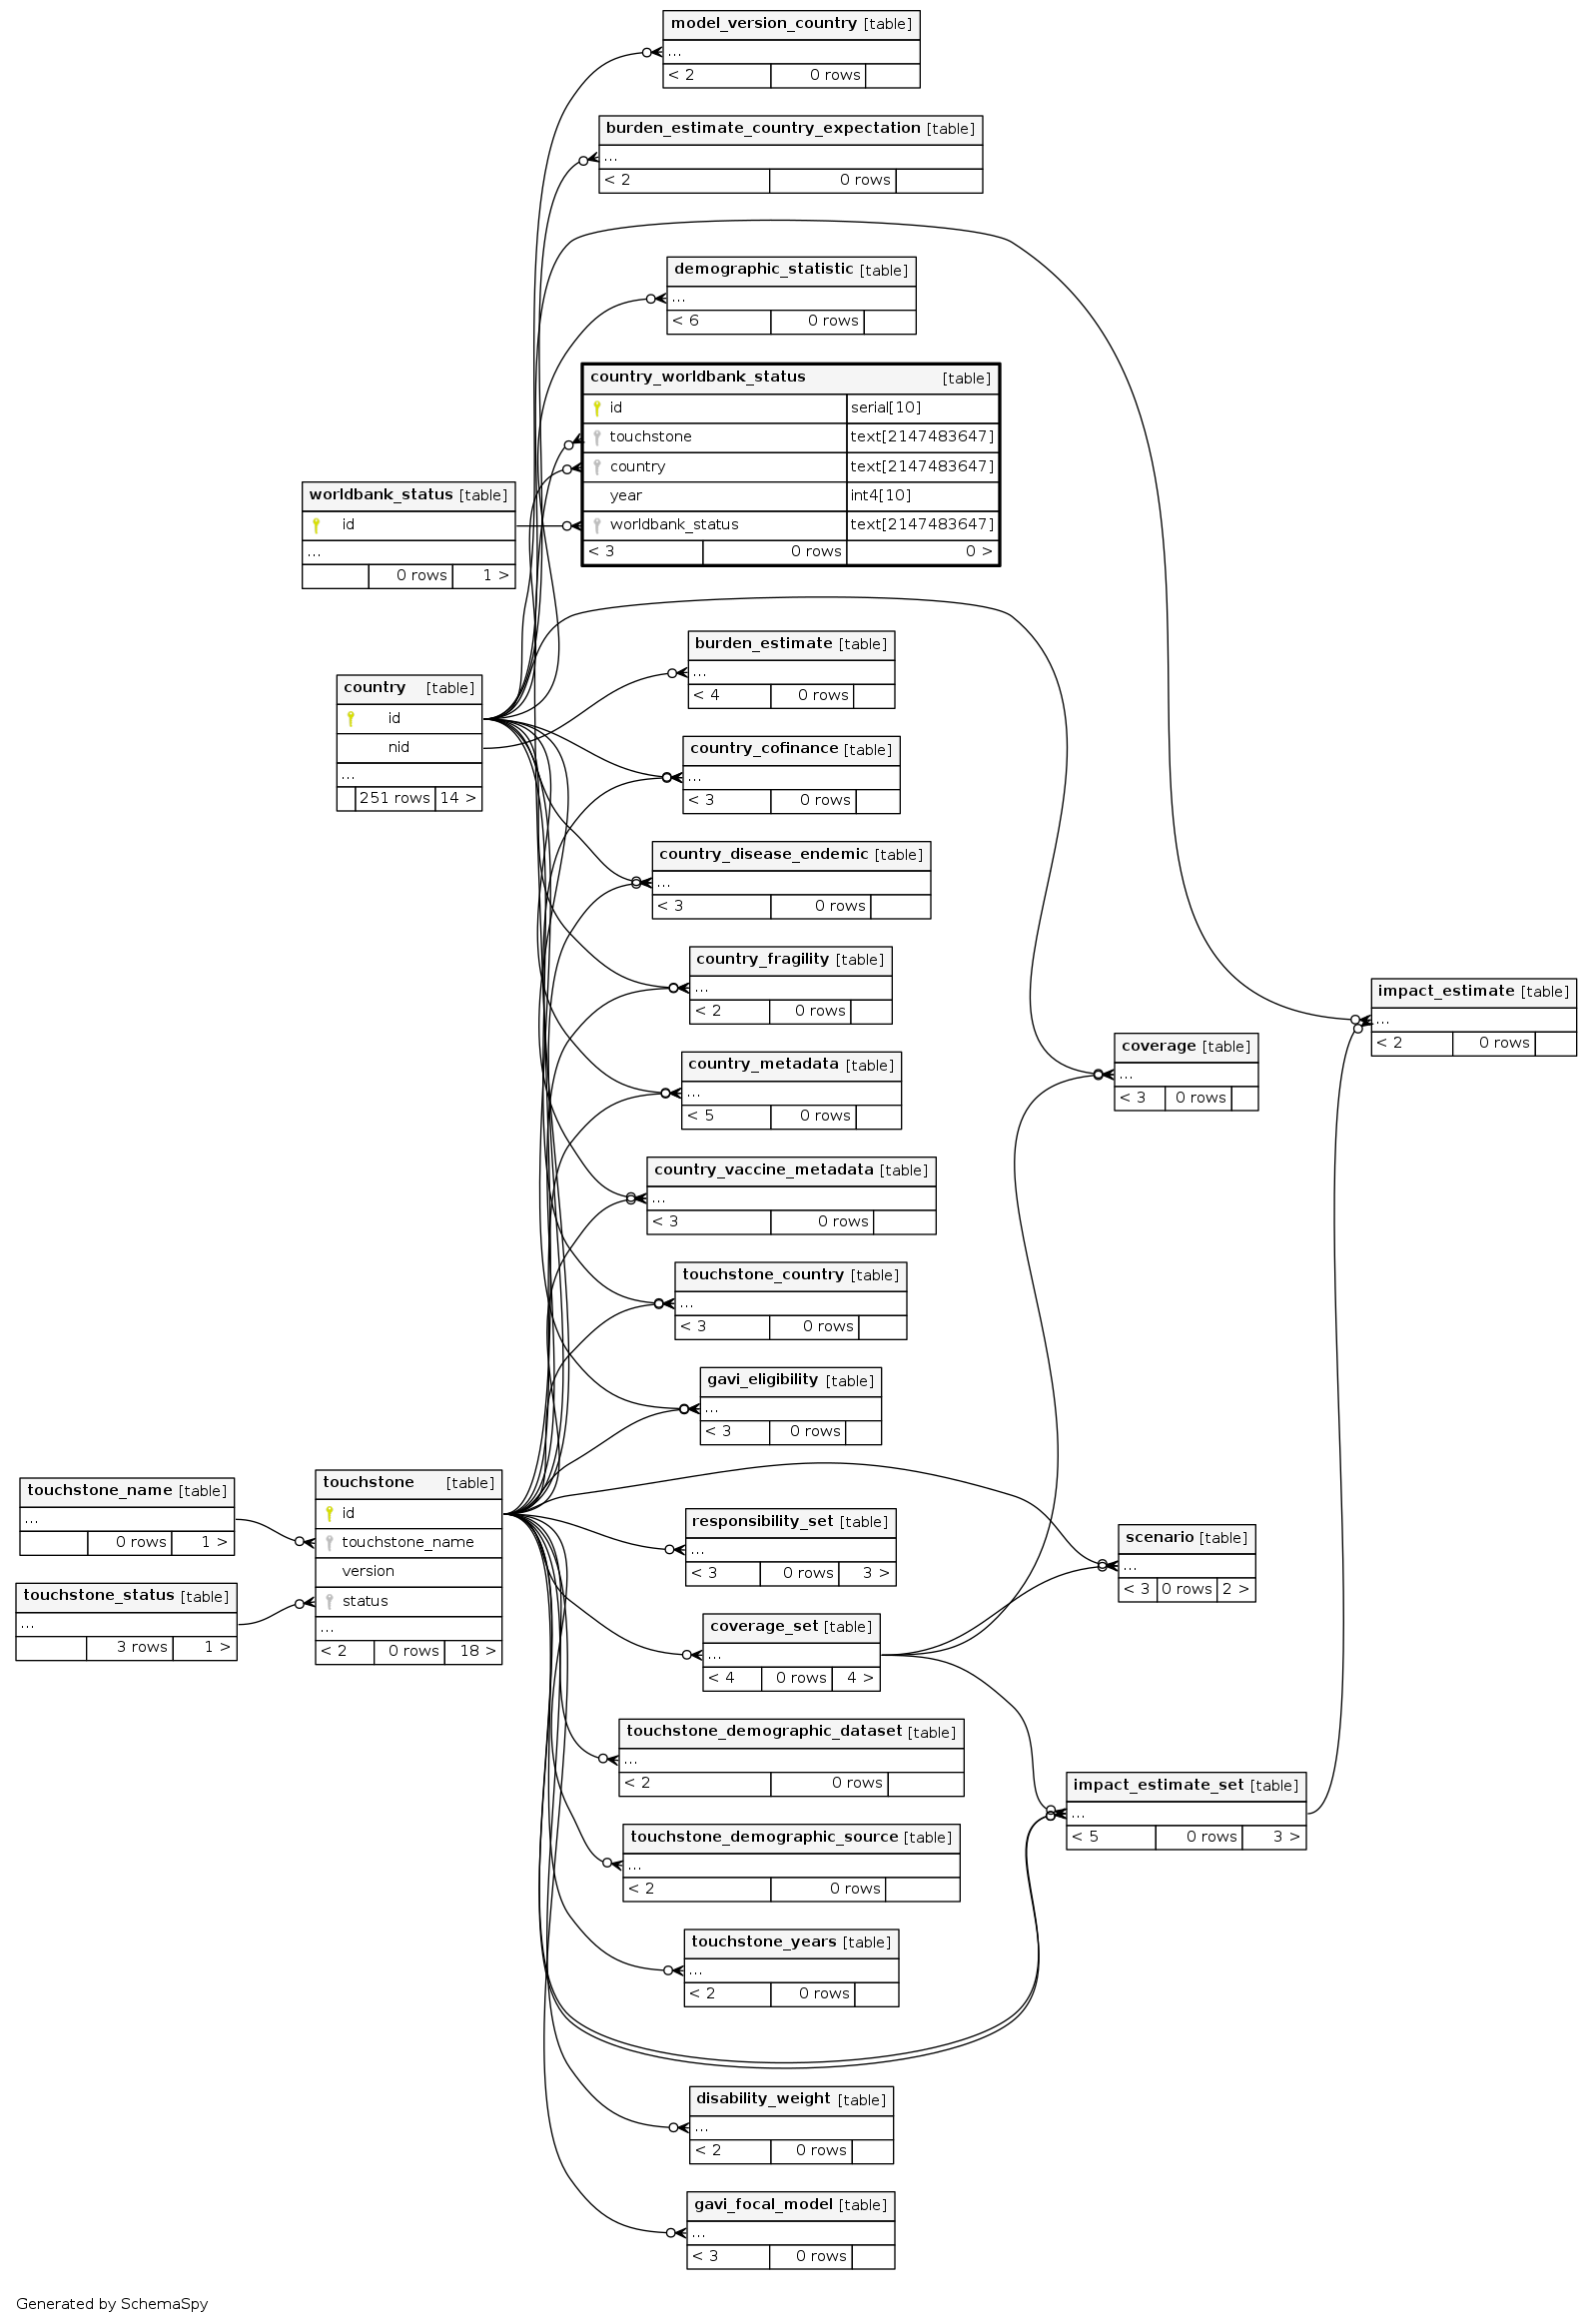 model_version_country [table]
...
< 2 0 rows
burden_estimate_country_expectation [table]
...
< 2 0 rows
demographic_statistic [table]
...
< 6 0 rows
country_worldbank_status [table]
id serial[10]
touchstone text[2147483647]
country text[2147483647]
year int4[10]
worldbank_status text[2147483647]
< 3 0 rows 0 >
worldbank_status [table]
id
...
0 rows 1 >
burden_estimate [table]
...
< 4 0 rows
country [table]
id
nid
...
251 rows 14 >
country_cofinance [table]
...
< 3 0 rows
country_disease_endemic [table]
...
< 3 0 rows
country_fragility [table]
...
< 2 0 rows
impact_estimate [table]
...
< 2 0 rows
coverage [table]
...
< 3 0 rows
country_metadata [table]
...
< 5 0 rows
country_vaccine_metadata [table]
...
< 3 0 rows
touchstone_country [table]
...
< 3 0 rows
gavi_eligibility [table]
...
< 3 0 rows
touchstone_name [table]
...
0 rows 1 >
touchstone_status [table]
...
3 rows 1 >
touchstone [table]
id
touchstone_name
version
status
...
< 2 0 rows 18 >
responsibility_set [table]
...
< 3 0 rows 3 >
scenario [table]
...
< 3 0 rows 2 >
coverage_set [table]
...
< 4 0 rows 4 >
touchstone_demographic_dataset [table]
...
< 2 0 rows
impact_estimate_set [table]
...
< 5 0 rows 3 >
touchstone_demographic_source [table]
...
< 2 0 rows
touchstone_years [table]
...
< 2 0 rows
disability_weight [table]
...
< 2 0 rows
gavi_focal_model [table]
...
< 3 0 rows
Generated by SchemaSpy